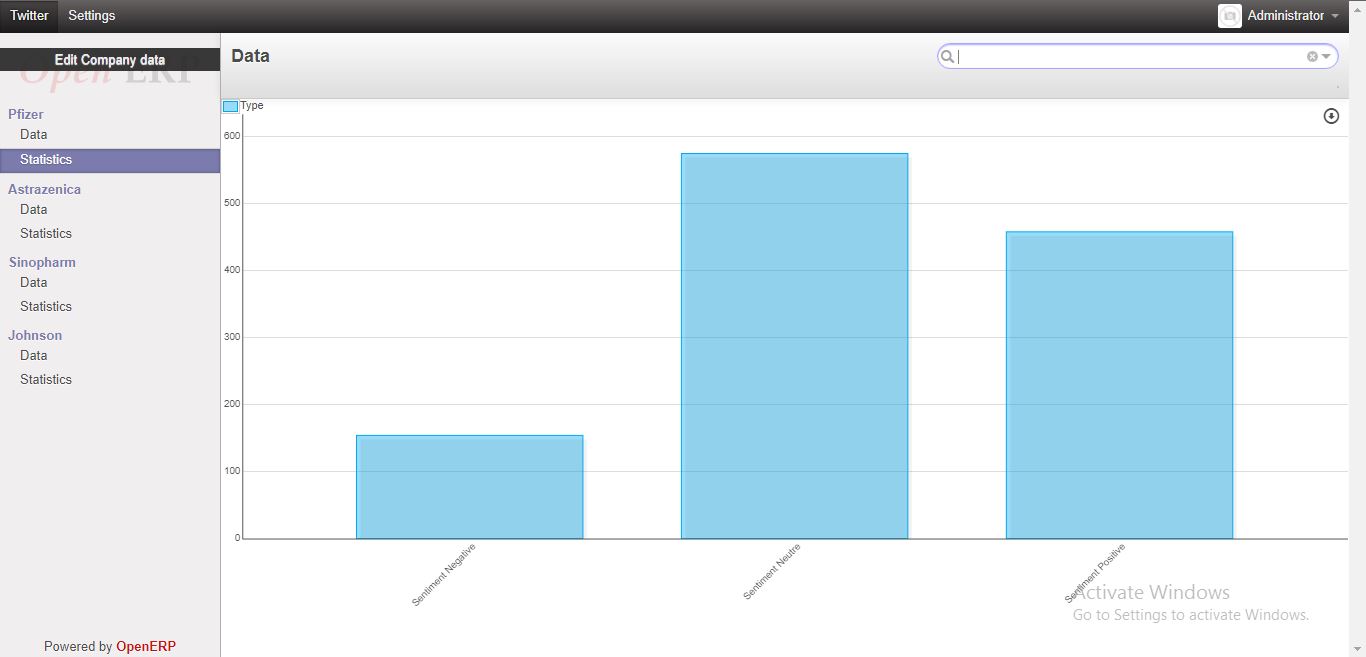 Twitter Settings Administrator
Edit Company data
Open ERP
Data
Pfizer
Data
Statistics
Astrazenica
Data
Statistics
Sinopharm
Data
Statistics
Johnson
Data
Statistics
Powered by OpenERP
Type
600
500
400
300
200
100
0
Sentiment Negative
Sentiment Neutre
Sentiment Positive
Activate Windows
Go to Settings to activate Windows.